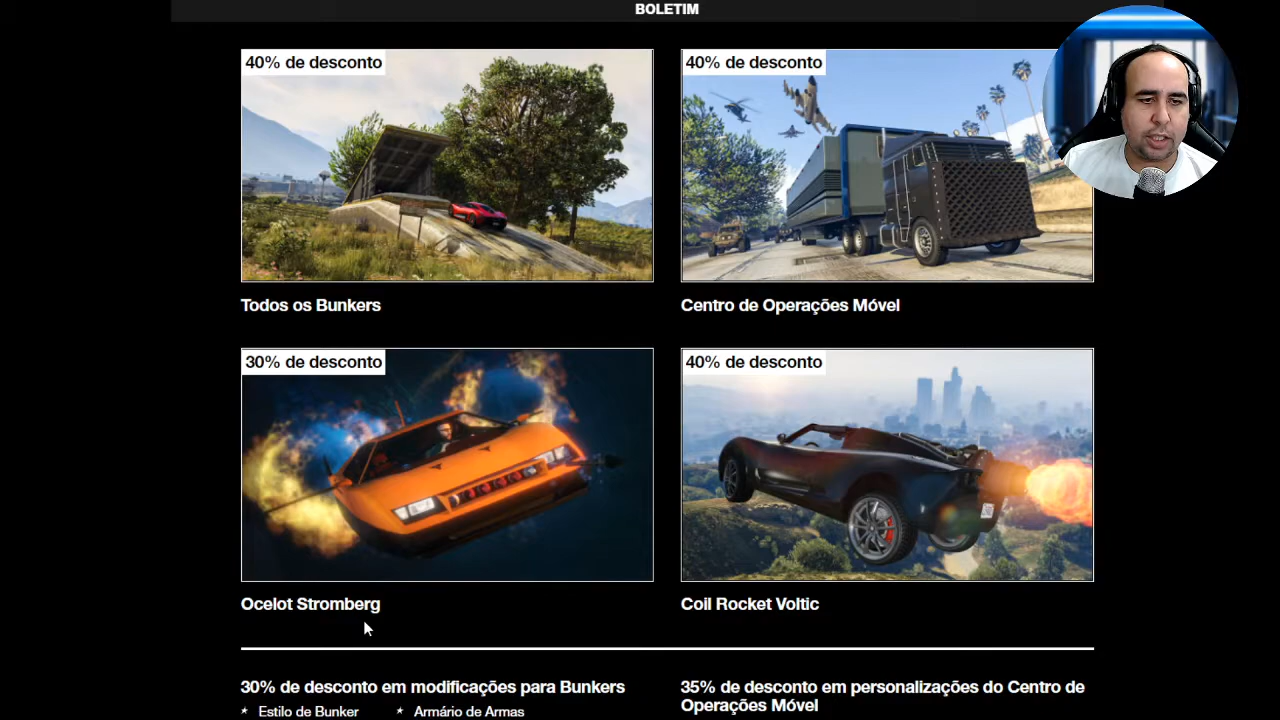 BOLETIM
40% de desconto
40% de desconto
Todos os Bunkers
Centro de Operações Móvel
30% de desconto
40% de desconto
Ocelot Stromberg
Coil Rocket Voltic
30% de desconto em modificações para Bunkers
★ Estilo de Bunker ★ Armário de Armas
35% de desconto em personalizações do Centro de
Operações Móvel